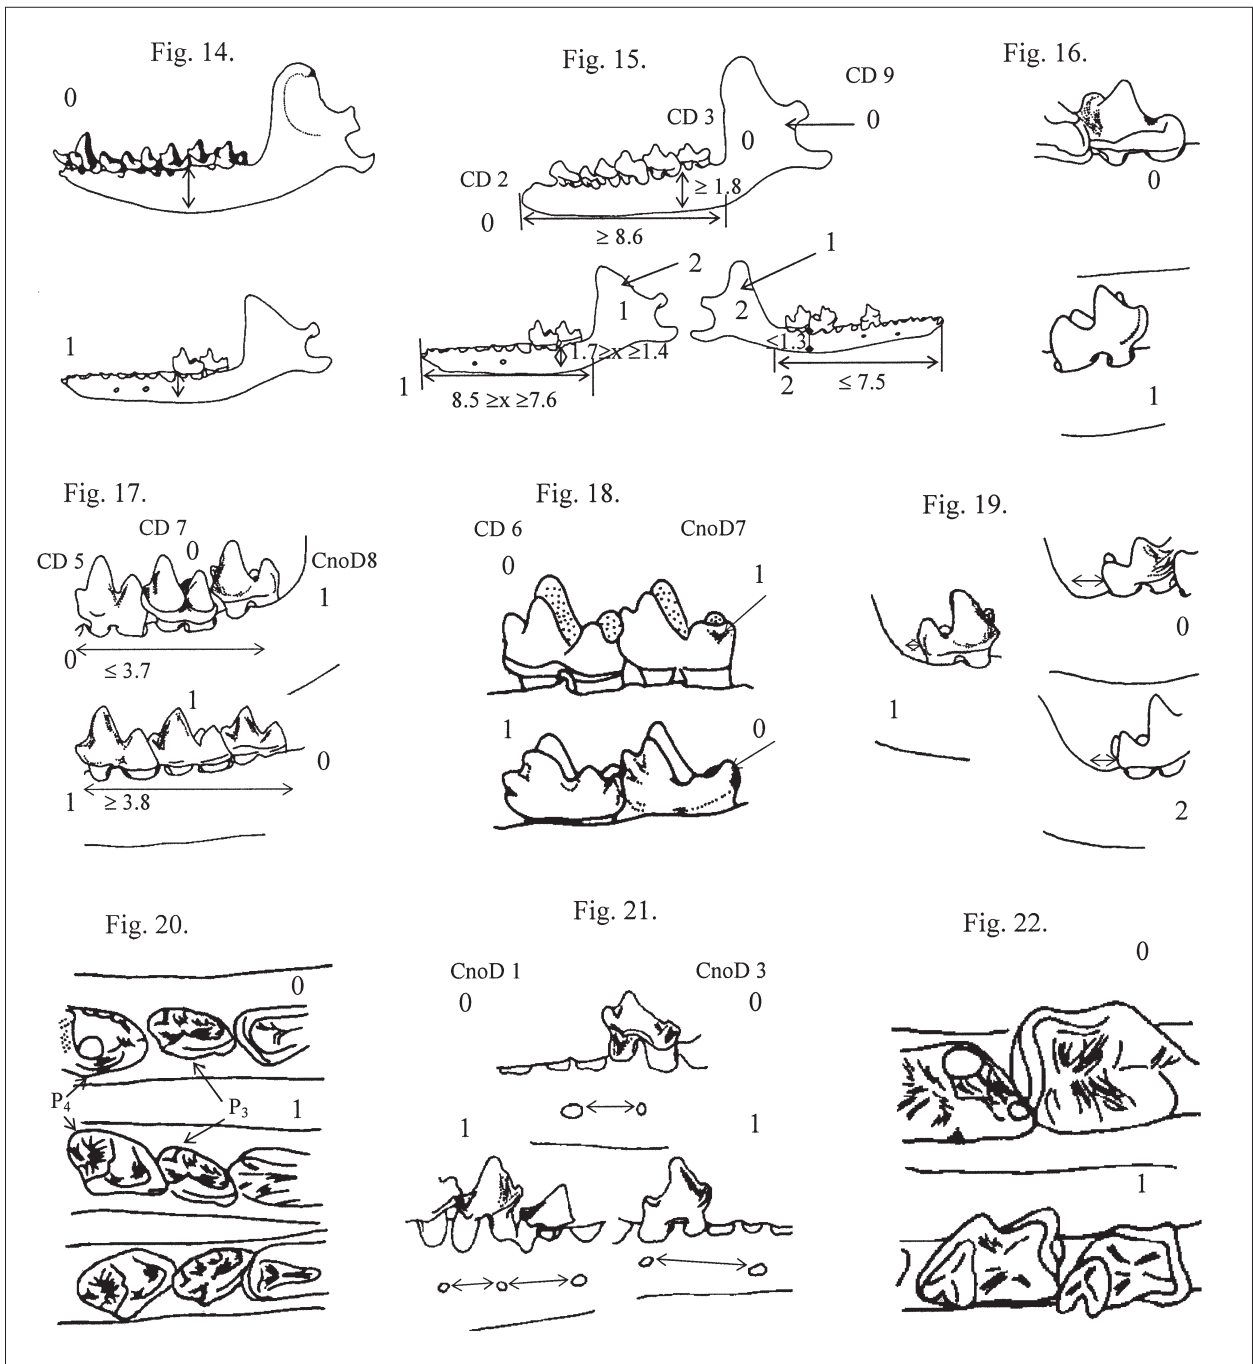 Fig. 14.
0
1
Fig. 15.
CD 9
CD 3
0
0
CD 2
≥ 1.8
0
≥ 8.6
2
1
1
2
1.7≥x ≥1.4
<1.3
1
8.5 ≥x ≥7.6
2
≤ 7.5
Fig. 16.
0
1
Fig. 17.
CD 7
CD 5
0
CnoD8
1
0
≤ 3.7
1
0
1
≥ 3.8
Fig. 18.
CD 6
CnoD7
0
1
1
0
Fig. 19.
0
1
2
Fig. 20.
0
P4
P3
1
Fig. 21.
CnoD 1
CnoD 3
0
0
1
1
Fig. 22.
0
1